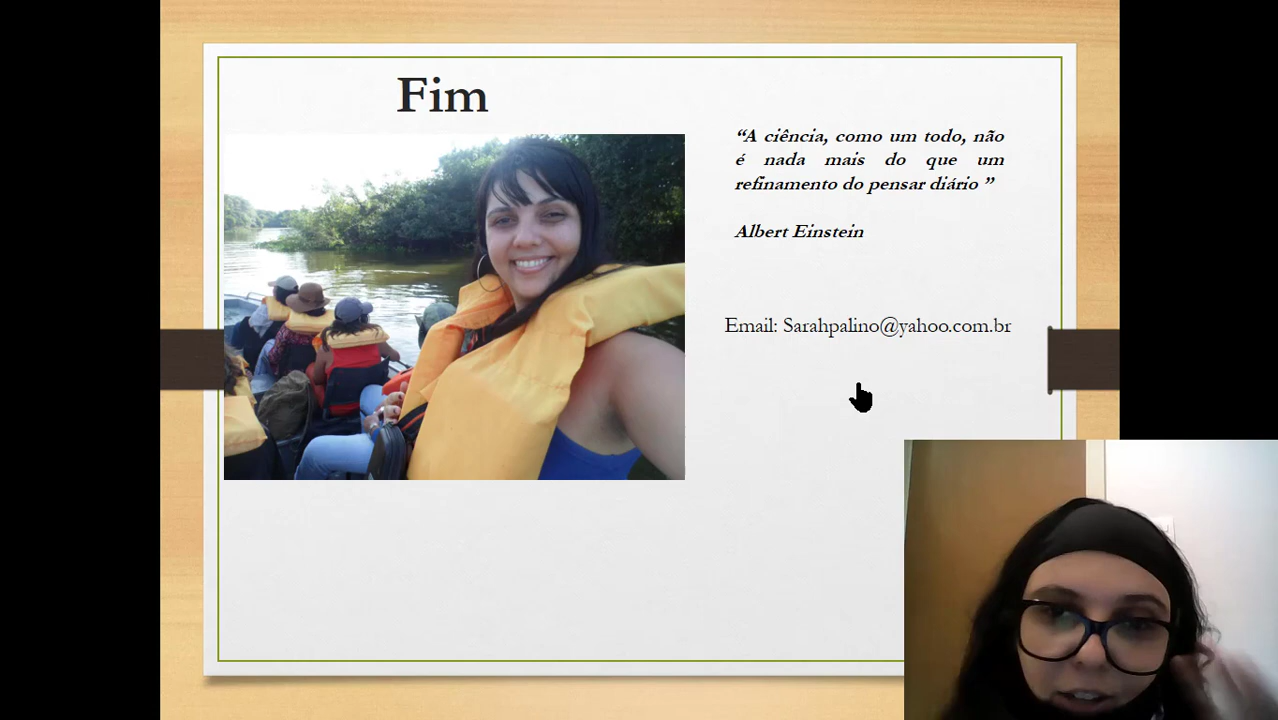 Fim
“A ciência, como um todo, não
é nada mais do que um
refinamento do pensar diário ”
Albert Einstein
Email: Sarahpalino@yahoo.com.br